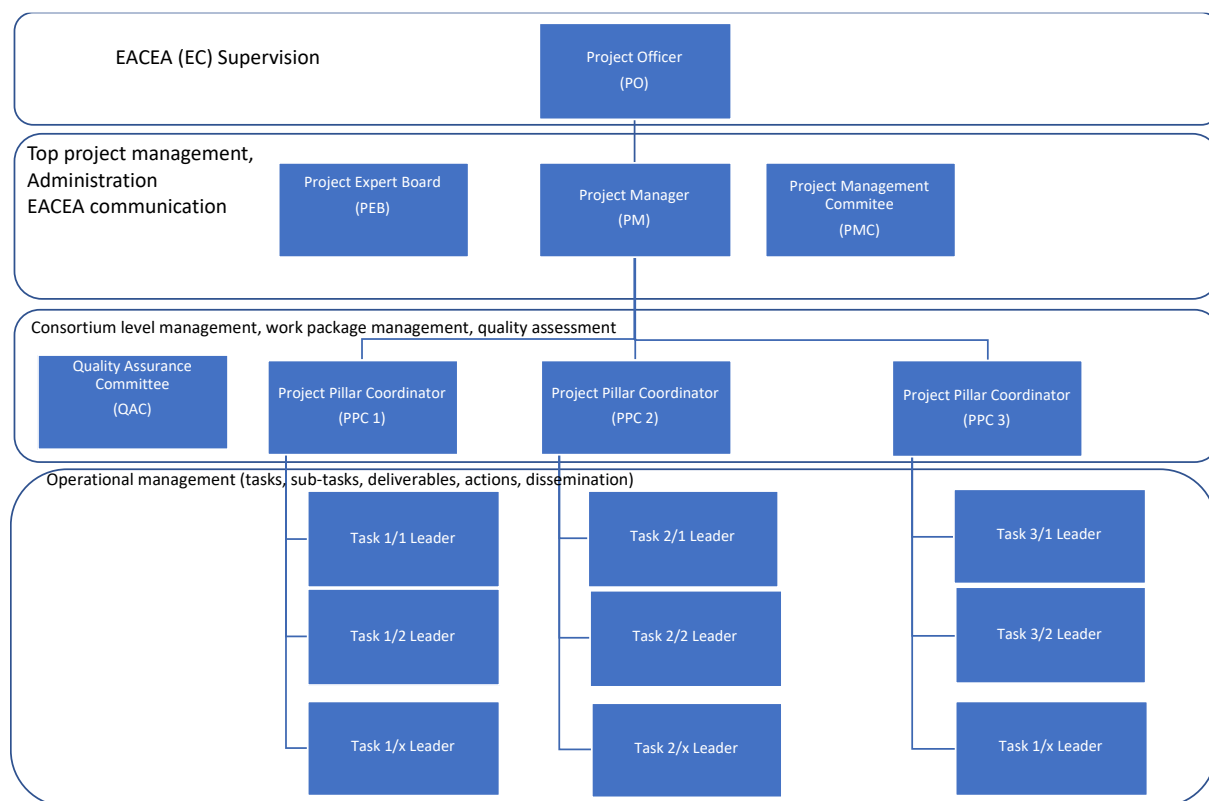 EACEA (EC) Supervision
Project Officer
(PO)
Top project management,
Administration
EACEA communication
Project Expert Board
(PEB)
Project Manager
(PM)
Project Management
Commitee
(PMC)
Consortium level management, work package management, quality assessment
Quality Assurance
Committee
(QAC)
Project Pillar Coordinator
(PPC 1)
Project Pillar Coordinator
(PPC 2)
Project Pillar Coordinator
(PPC 3)
Operational management (tasks, sub-tasks, deliverables, actions, dissemination)
Task 1/1 Leader
Task 2/1 Leader
Task 3/1 Leader
Task 1/2 Leader
Task 2/2 Leader
Task 3/2 Leader
Task 1/x Leader
Task 2/x Leader
Task 1/x Leader